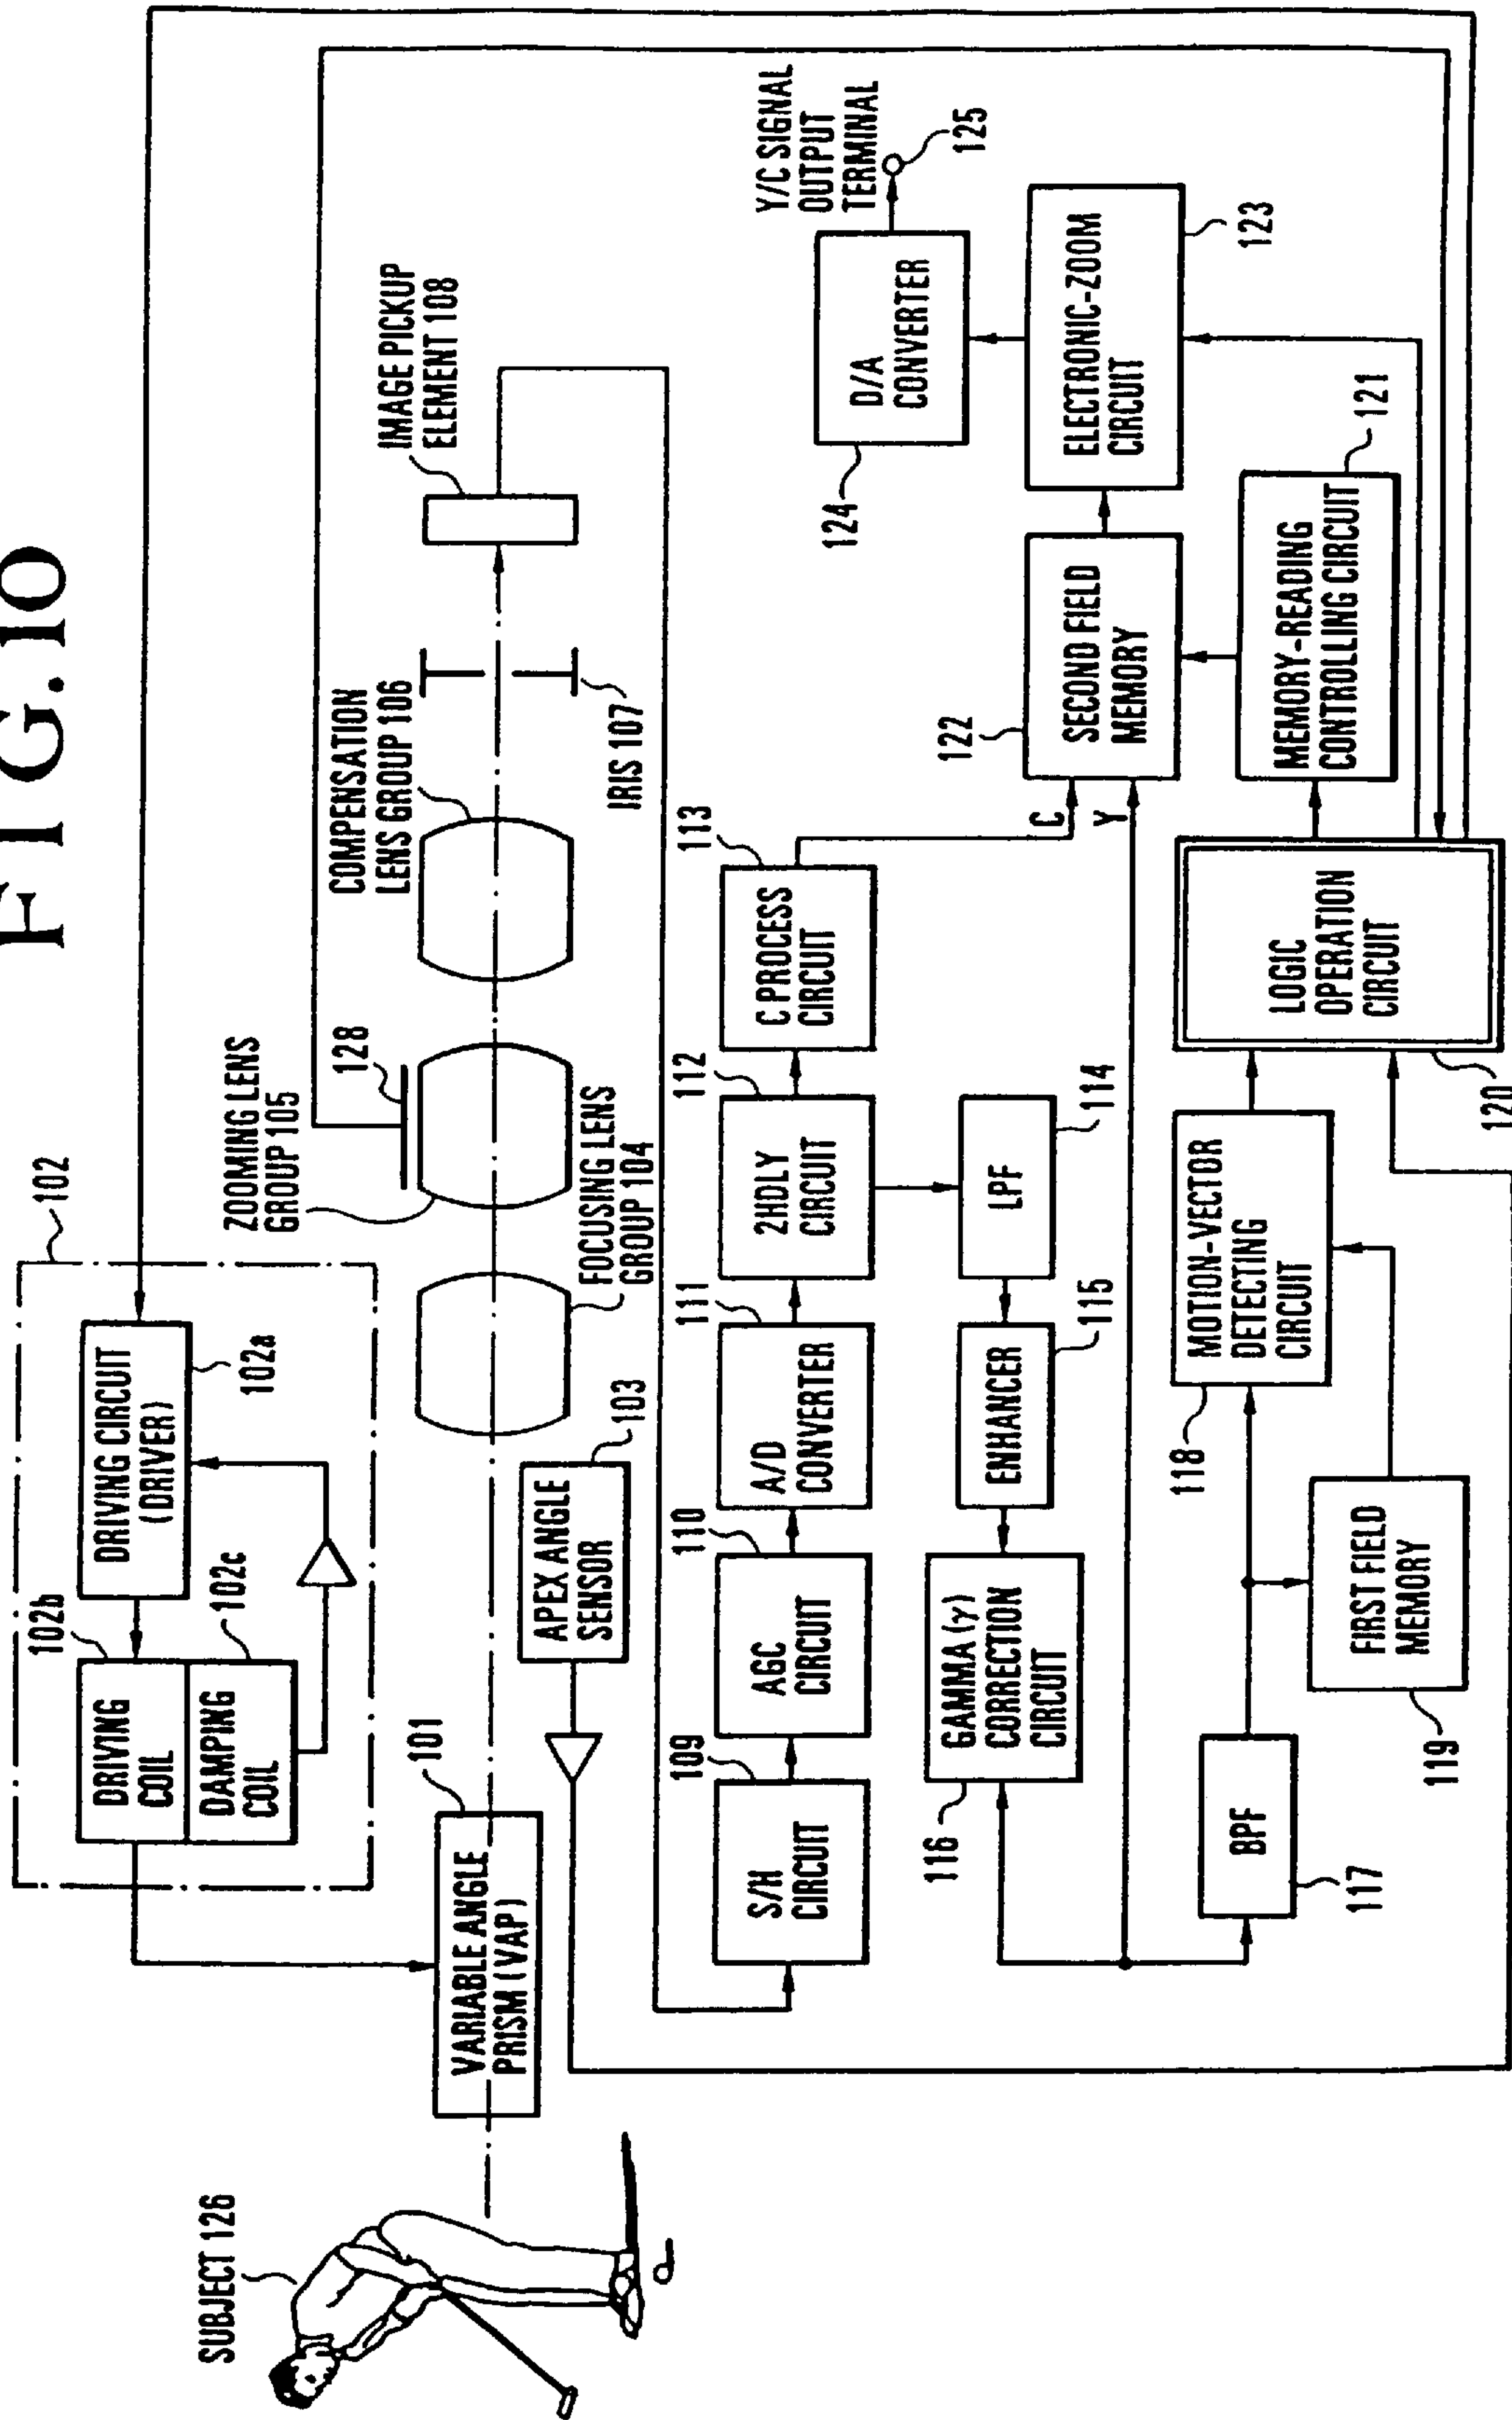 FIG.10
102
102b
DRIVING
COIL
DAMPING
COIL
102c
DRIVING CIRCUIT
(DRIVER)
102a
SUBJECT 126
VARIABLE ANGLE
PRISM (VAP)
101
APEX ANGLE
SENSOR
103
FOCUSING LENS
GROUP 104
ZOOMING LENS
GROUP 105
128
COMPENSATION
LENS GROUP 106
IRIS 107
IMAGE PICKUP
ELEMENT 108
S/H
CIRCUIT
109
AGC
CIRCUIT
110
A/D
CONVERTER
111
2HDLY
CIRCUIT
112
C PROCESS
CIRCUIT
113
LPF
114
ENHANCER
115
GAMMA (γ)
CORRECTION
CIRCUIT
116
BPF
117
MOTION-VECTOR
DETECTING
CIRCUIT
118
FIRST FIELD
MEMORY
119
LOGIC
OPERATION
CIRCUIT
120
MEMORY-READING
CONTROLLING CIRCUIT
121
C
Y
SECOND FIELD
MEMORY
122
ELECTRONIC-ZOOM
CIRCUIT
123
D/A
CONVERTER
124
Y/C SIGNAL
OUTPUT
TERMINAL
125